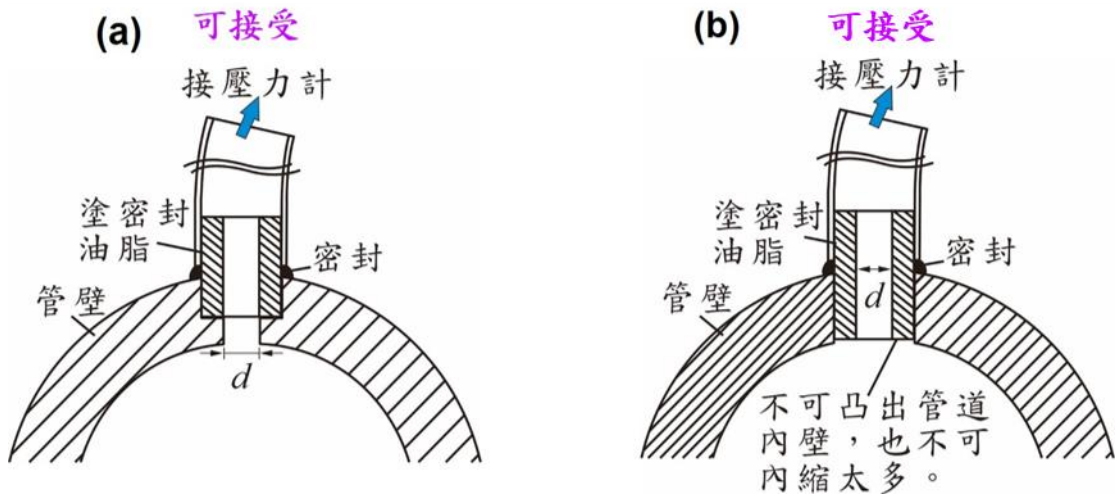 (a) 可接受
接壓力計
塗密封
油脂
密封
管壁
d
(b) 可接受
接壓力計
塗密封
油脂
密封
管壁
d
不可凸出管道
內壁，也不可
內縮太多。